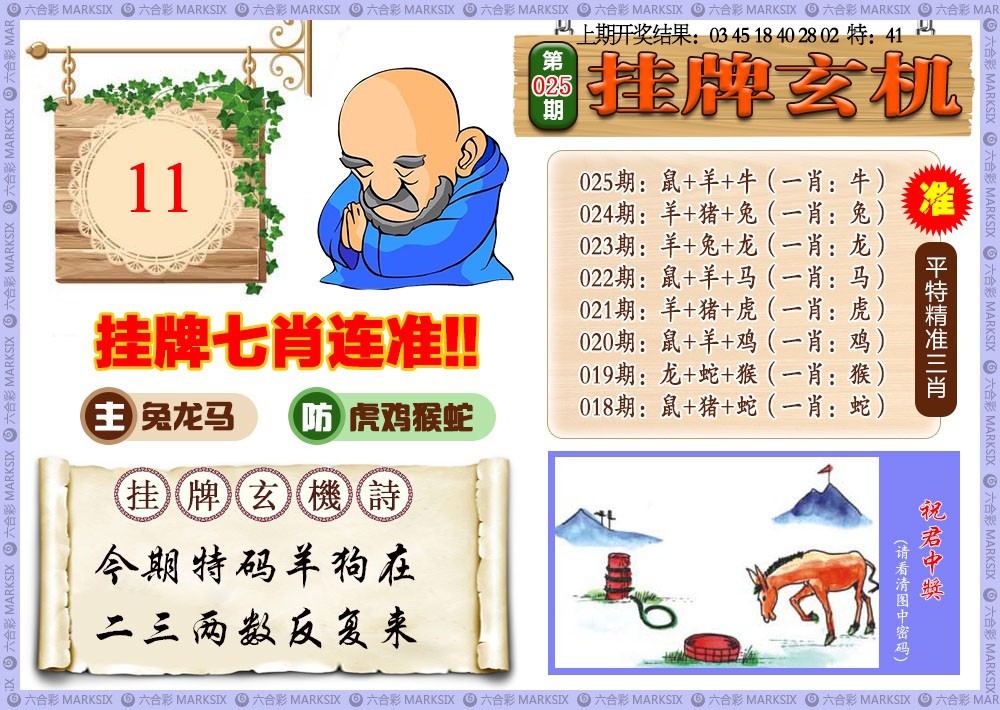 六合彩 MARKSIX
上期开奖结果：03 45 18 40 28 02 特：41
第
025
期
挂牌玄机
11
025期：鼠+羊+牛（一肖：牛）
024期：羊+猪+兔（一肖：兔）
023期：羊+兔+龙（一肖：龙）
022期：鼠+羊+马（一肖：马）
021期：羊+猪+虎（一肖：虎）
020期：鼠+羊+鸡（一肖：鸡）
019期：龙+蛇+猴（一肖：猴）
018期：鼠+猪+蛇（一肖：蛇）
准
平特精准三肖
挂牌七肖连准!!
主 兔龙马
防 虎鸡猴蛇
挂牌玄機詩
今期特码羊狗在
二三两数反复来
祝君中獎
（请看清图中密码）